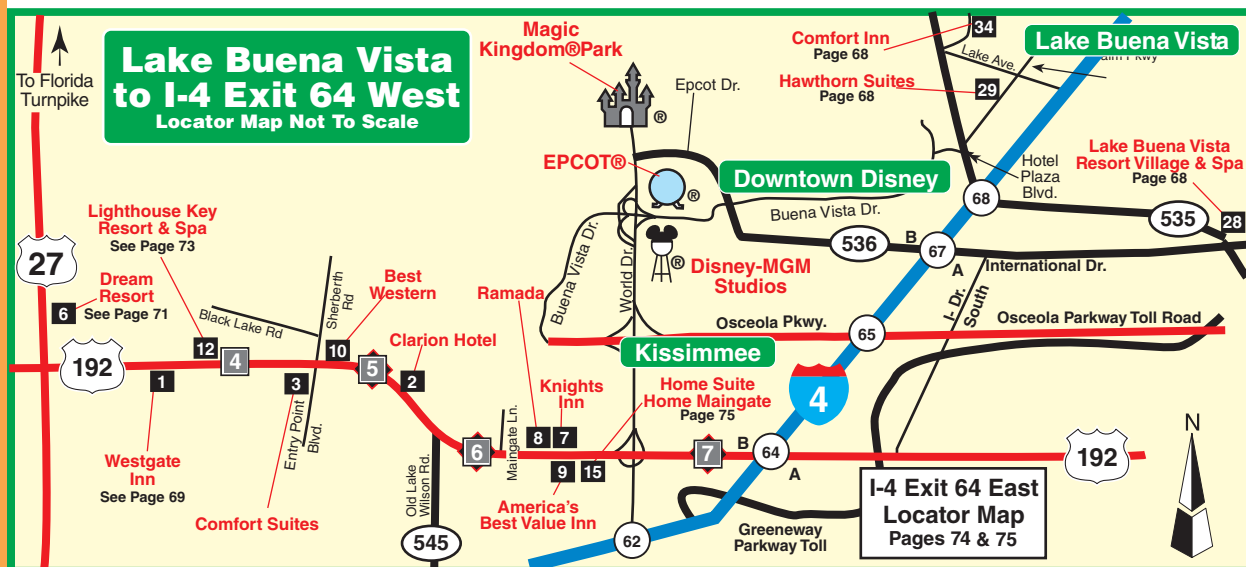 Lake Buena Vista
to I-4 Exit 64 West
Locator Map Not To Scale
To Florida
Turnpike
Magic
Kingdom®Park
®
Epcot Dr.
EPCOT®
®
Comfort Inn
Page 68
34
Lake Buena Vista
Lake Ave.
Hawthorn Suites
Page 68
29
Hotel
Plaza
Blvd.
Lake Buena Vista
Resort Village & Spa
Page 68
28
Downtown Disney
Buena Vista Dr.
68
535
536
B
67
A
International Dr.
Lighthouse Key
Resort & Spa
See Page 73
27
6
Dream
Resort
See Page 71
Black Lake Rd
Sherberth
Rd
Best
Western
Ramada
Buena Vista Dr.
World Dr.
®
Disney-MGM
Studios
I-Dr.
South
Osceola Pkwy.
65
Osceola Parkway Toll Road
Kissimmee
192
12
4
10
5
Clarion Hotel
2
1
3
Entry Point
Blvd.
Knights
Inn
Home Suite
Home Maingate
Page 75
4
Westgate
Inn
See Page 69
Comfort Suites
Old Lake
Wilson Rd.
545
6
Maingate Ln.
8
7
9
15
America's
Best Value Inn
7
B
64
A
192
62
Greeneway
Parkway Toll
I-4 Exit 64 East
Locator Map
Pages 74 & 75
N